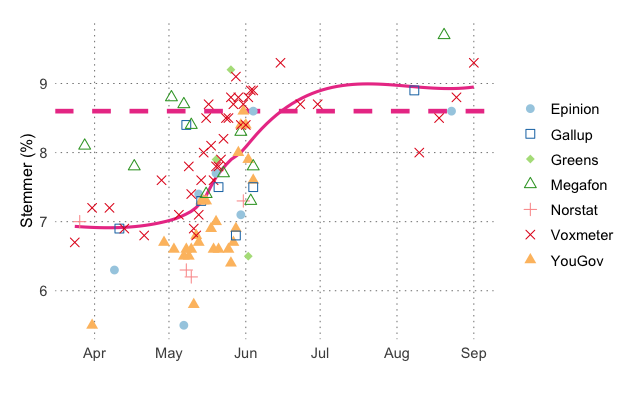 Stemmer (%)
9
8
7
6
Apr May Jun Jul Aug Sep
Epinion
Gallup
Greens
Megafon
Norstat
Voxmeter
YouGov